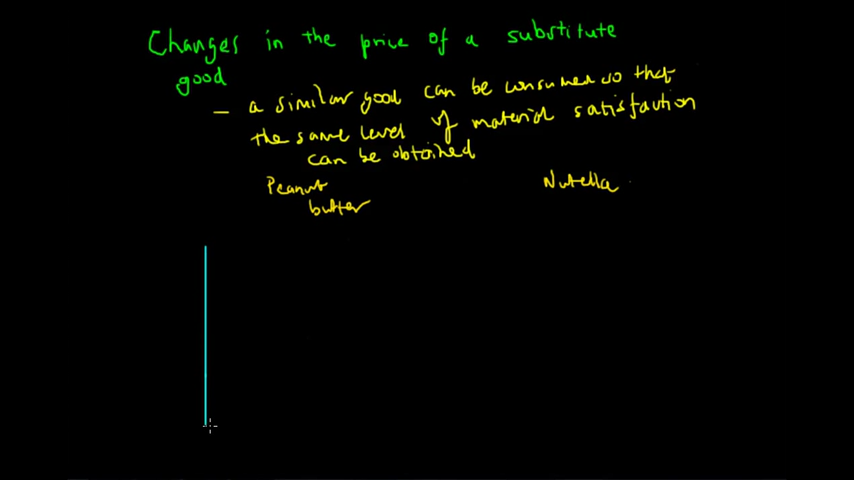 Changes in the price of a substitute
good
- a similar good can be consumed so that
the same level of material satisfaction
can be obtained
Peanut Nutella
butter